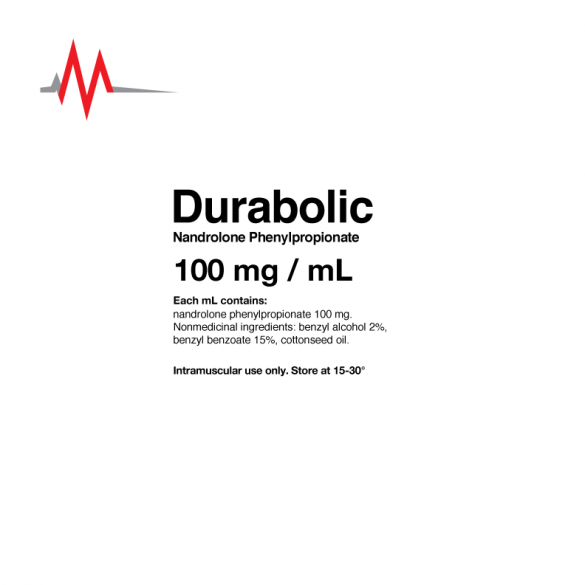 Durabolic
Nandrolone Phenylpropionate
100 mg / mL
Each mL contains:
nandrolone phenylpropionate 100 mg.
Nonmedicinal ingredients: benzyl alcohol 2%,
benzyl benzoate 15%, cottonseed oil.
Intramuscular use only. Store at 15-30°